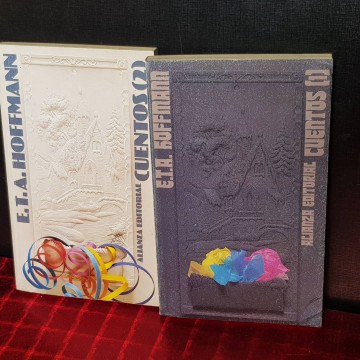 E.T.A. HOFFMANN
CUENTOS (2)
ALIANZA EDITORIAL
E.T.A. HOFFMANN
CUENTOS (1)
ALIANZA EDITORIAL